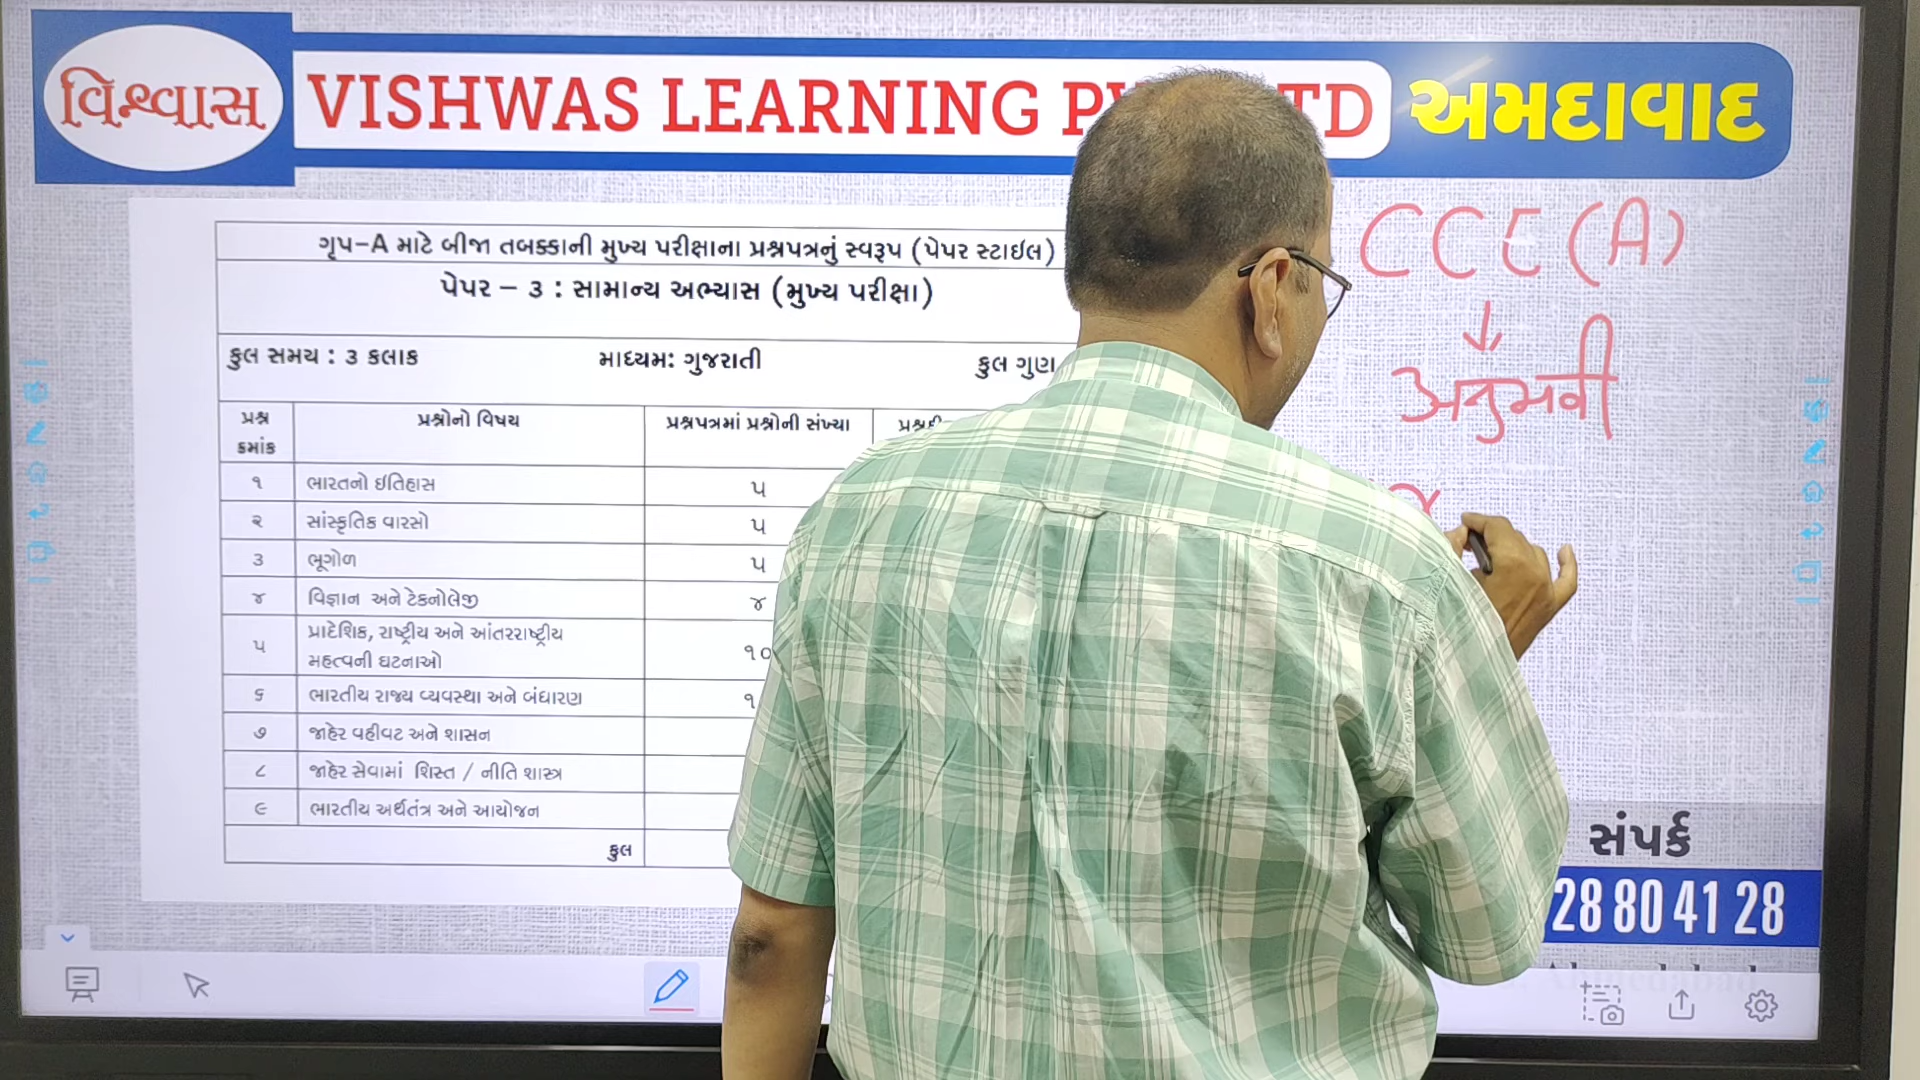 વિશ્વાસ
VISHWAS LEARNING TD
અમદાવાદ
ગૃપ–A માટે બીજા તબક્કાની મુખ્ય પરીક્ષાના પ્રશ્નપત્રનું સ્વરૂપ (પેપર સ્ટાઈલ)
પેપર – ૩ : સામાન્ય અભ્યાસ (મુખ્ય પરીક્ષા)
કુલ સમય : ૩ કલાક માધ્યમ: ગુજરાતી કુલ ગુણ
પ્રશ્ન ક્રમાંક પ્રશ્નોનો વિષય પ્રશ્નપત્રમાં પ્રશ્નોની સંખ્યા
૧ ભારતનો ઈતિહાસ ૫
૨ સાંસ્કૃતિક વારસો ૫
૩ ભૂગોળ ૫
૪ વિજ્ઞાન અને ટેકનોલેજી ૪
૫ પ્રાદેશિક, રાષ્ટ્રીય અને આંતરરાષ્ટ્રીય
મહત્વની ઘટનાઓ ૧૦
૬ ભારતીય રાજ્ય વ્યવસ્થા અને બંધારણ
૭ જાહેર વહીવટ અને શાસન
૮ જાહેર સેવામાં શિસ્ત / નીતિ શાસ્ત્ર
૯ ભારતીય અર્થતંત્ર અને આયોજન
કુલ
CCE (A)
અનુભવી
સંપર્ક
28 80 41 28